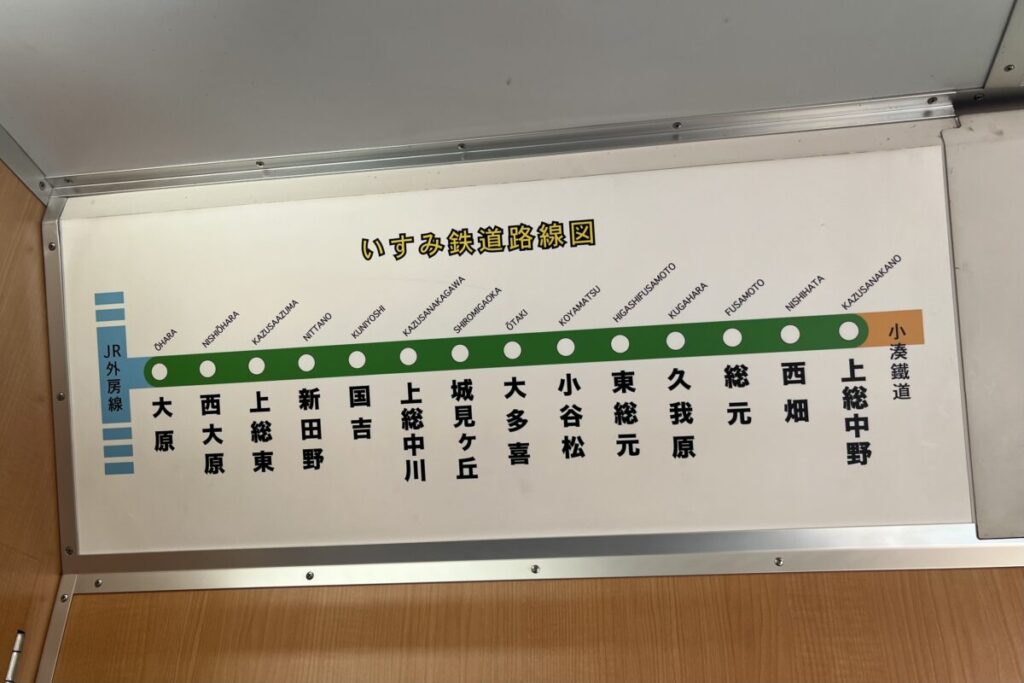 いすみ鉄道路線図
JR外房線
ŌHARA
大原
NISHIŌHARA
西大原
KAZUSAAZUMA
上総東
NITTANO
新田野
KUNIYOSHI
国吉
KAZUSANAKAGAWA
上総中川
SHIROMIGAOKA
城見ヶ丘
ŌTAKI
大多喜
KOYAMATSU
小谷松
HIGASHIFUSAMOTO
東総元
KUGAHARA
久我原
FUSAMOTO
総元
NISHIHATA
西畑
KAZUSANAKANO
上総中野
小湊鐵道